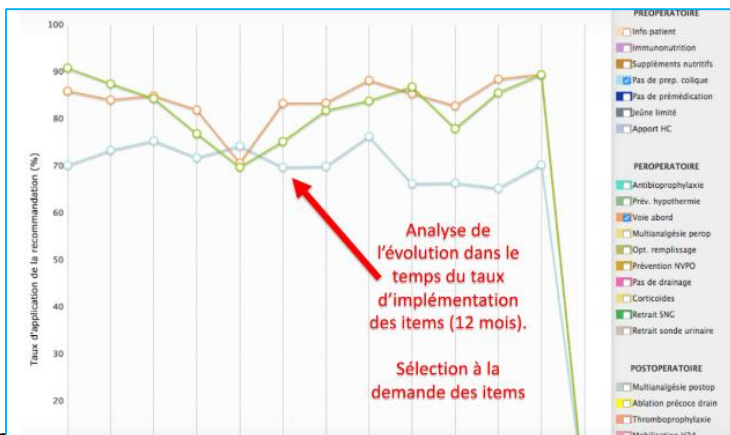 100
90
80
70
60
50
40
30
20
Taux d'application de la recommandation (%)
Analyse de
l'évolution dans le
temps du taux
d'implémentation
des items (12 mois).
Sélection à la
demande des items
PREOPERATOIRE
Info patient
Immunonutrition
Suppléments nutritifs
Pas de prep. colique
Pas de prémédication
Jeûne limité
Apport HC
PEROPERATOIRE
Antibioprophylaxie
Prév. hypothermie
Voie abord
Multianalgésie perop
Opt. remplissage
Prévention NVPO
Pas de drainage
Corticoides
Retrait SNG
Retrait sonde urinaire
POSTOPERATOIRE
Multianalgésie postop
Ablation précoce drain
Thromboprophylaxie
Mobilisation H24